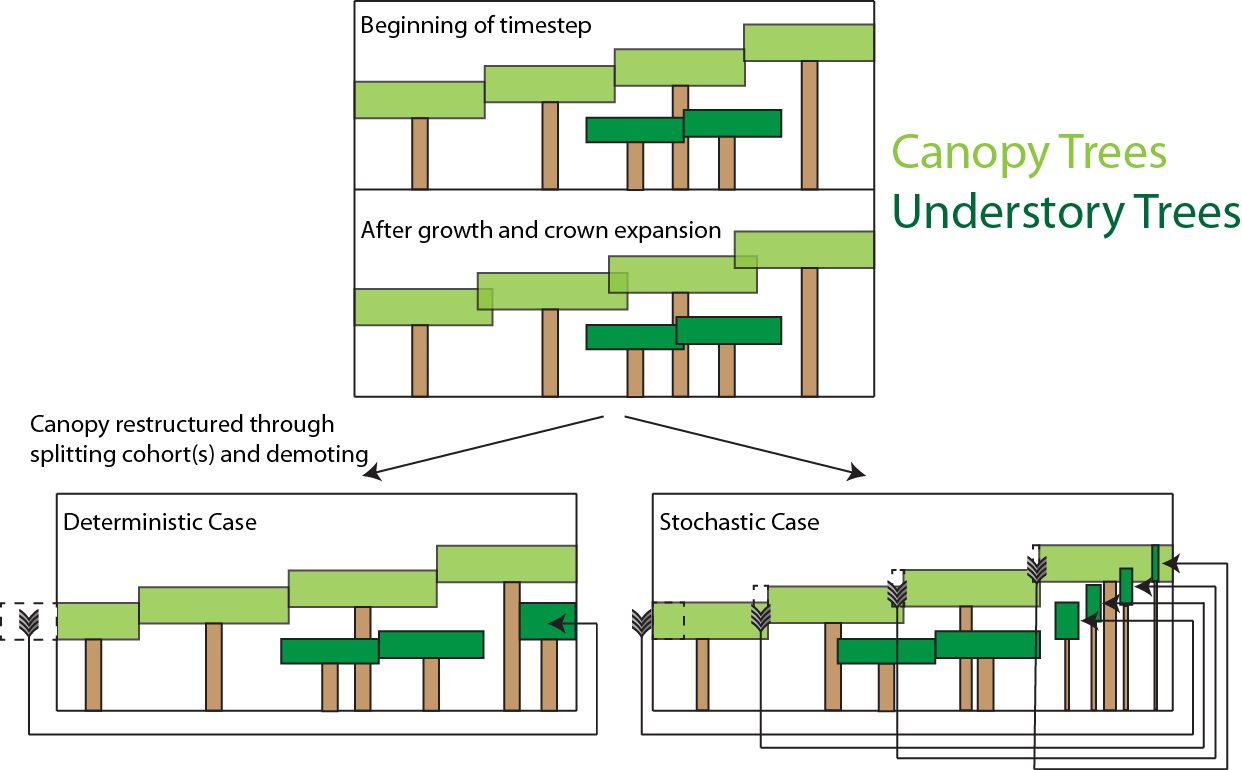 Beginning of timestep
Canopy Trees
Understory Trees
After growth and crown expansion
Canopy restructured through
splitting cohort(s) and demoting
Deterministic Case
Stochastic Case